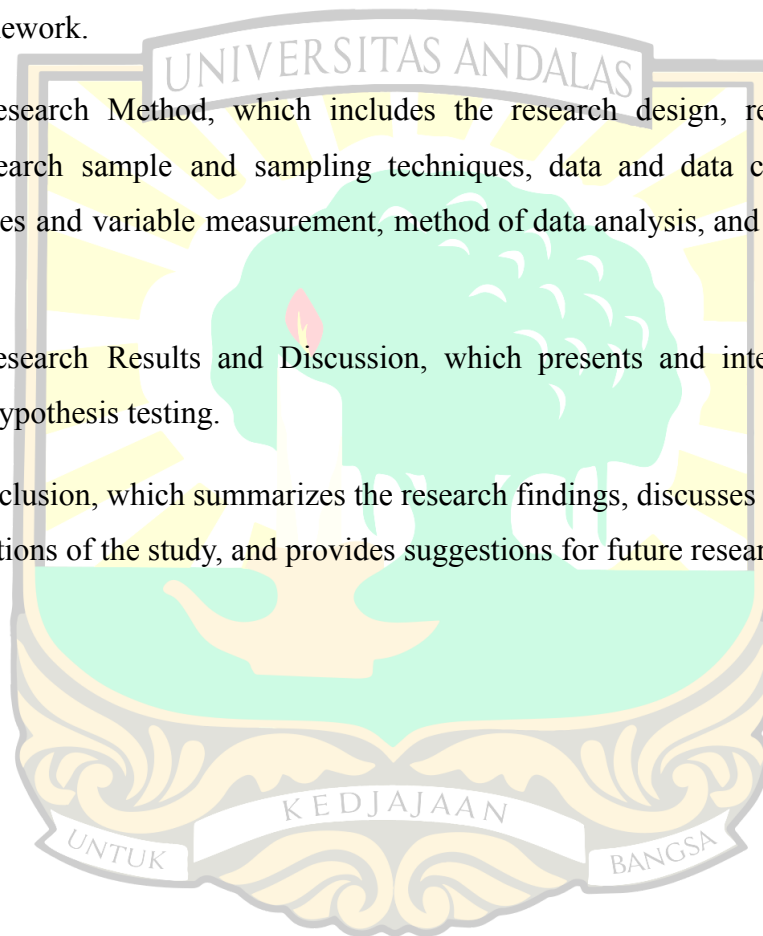 ework.
UNIVERSITAS ANDALAS
esearch Method, which includes the research design, re
earch sample and sampling techniques, data and data c
es and variable measurement, method of data analysis, and
esearch Results and Discussion, which presents and inte
ypothesis testing.
clusion, which summarizes the research findings, discusses
tions of the study, and provides suggestions for future resear
KEDJAJAAN
UNTUK
BANGSA